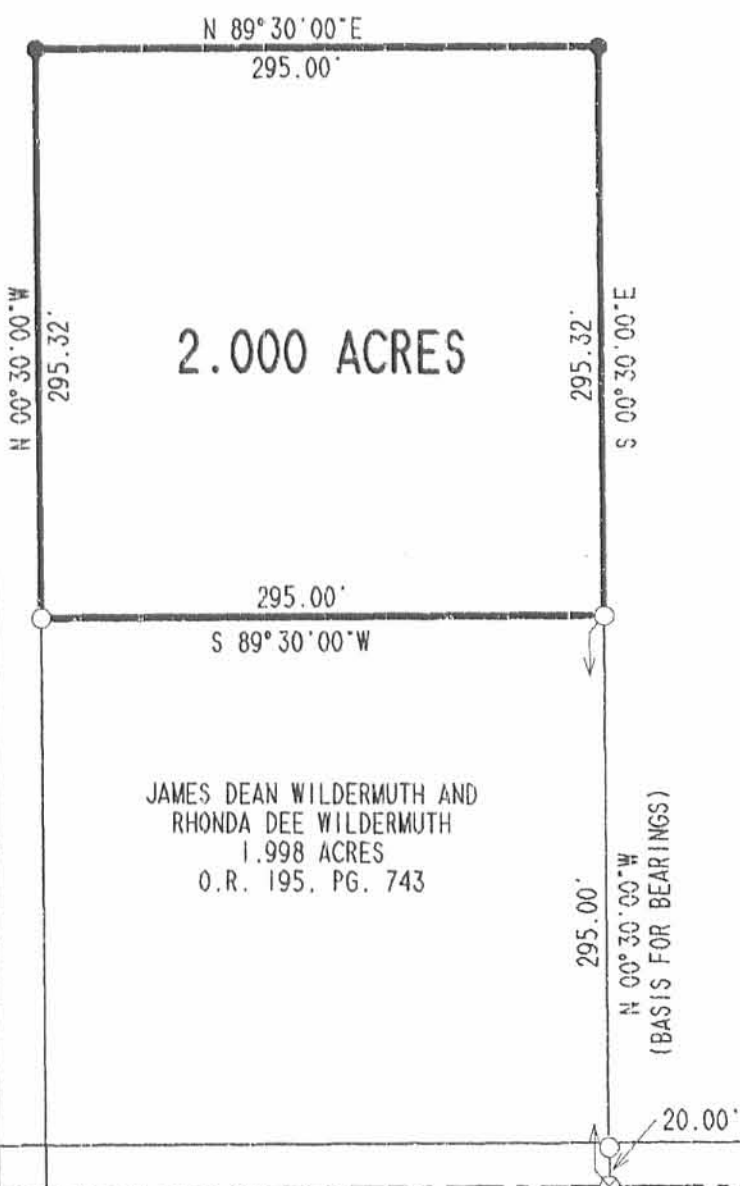 N 89°30'00"E
295.00'
N 00°30'00"W
295.32'
2.000 ACRES
295.32'
S 00°30'00"E
295.00'
S 89°30'00"W
JAMES DEAN WILDERMUTH AND
RHONDA DEE WILDERMUTH
1.998 ACRES
O.R. 195, PG. 743
295.00'
N 00°30'00"W
(BASIS FOR BEARINGS)
20.00'